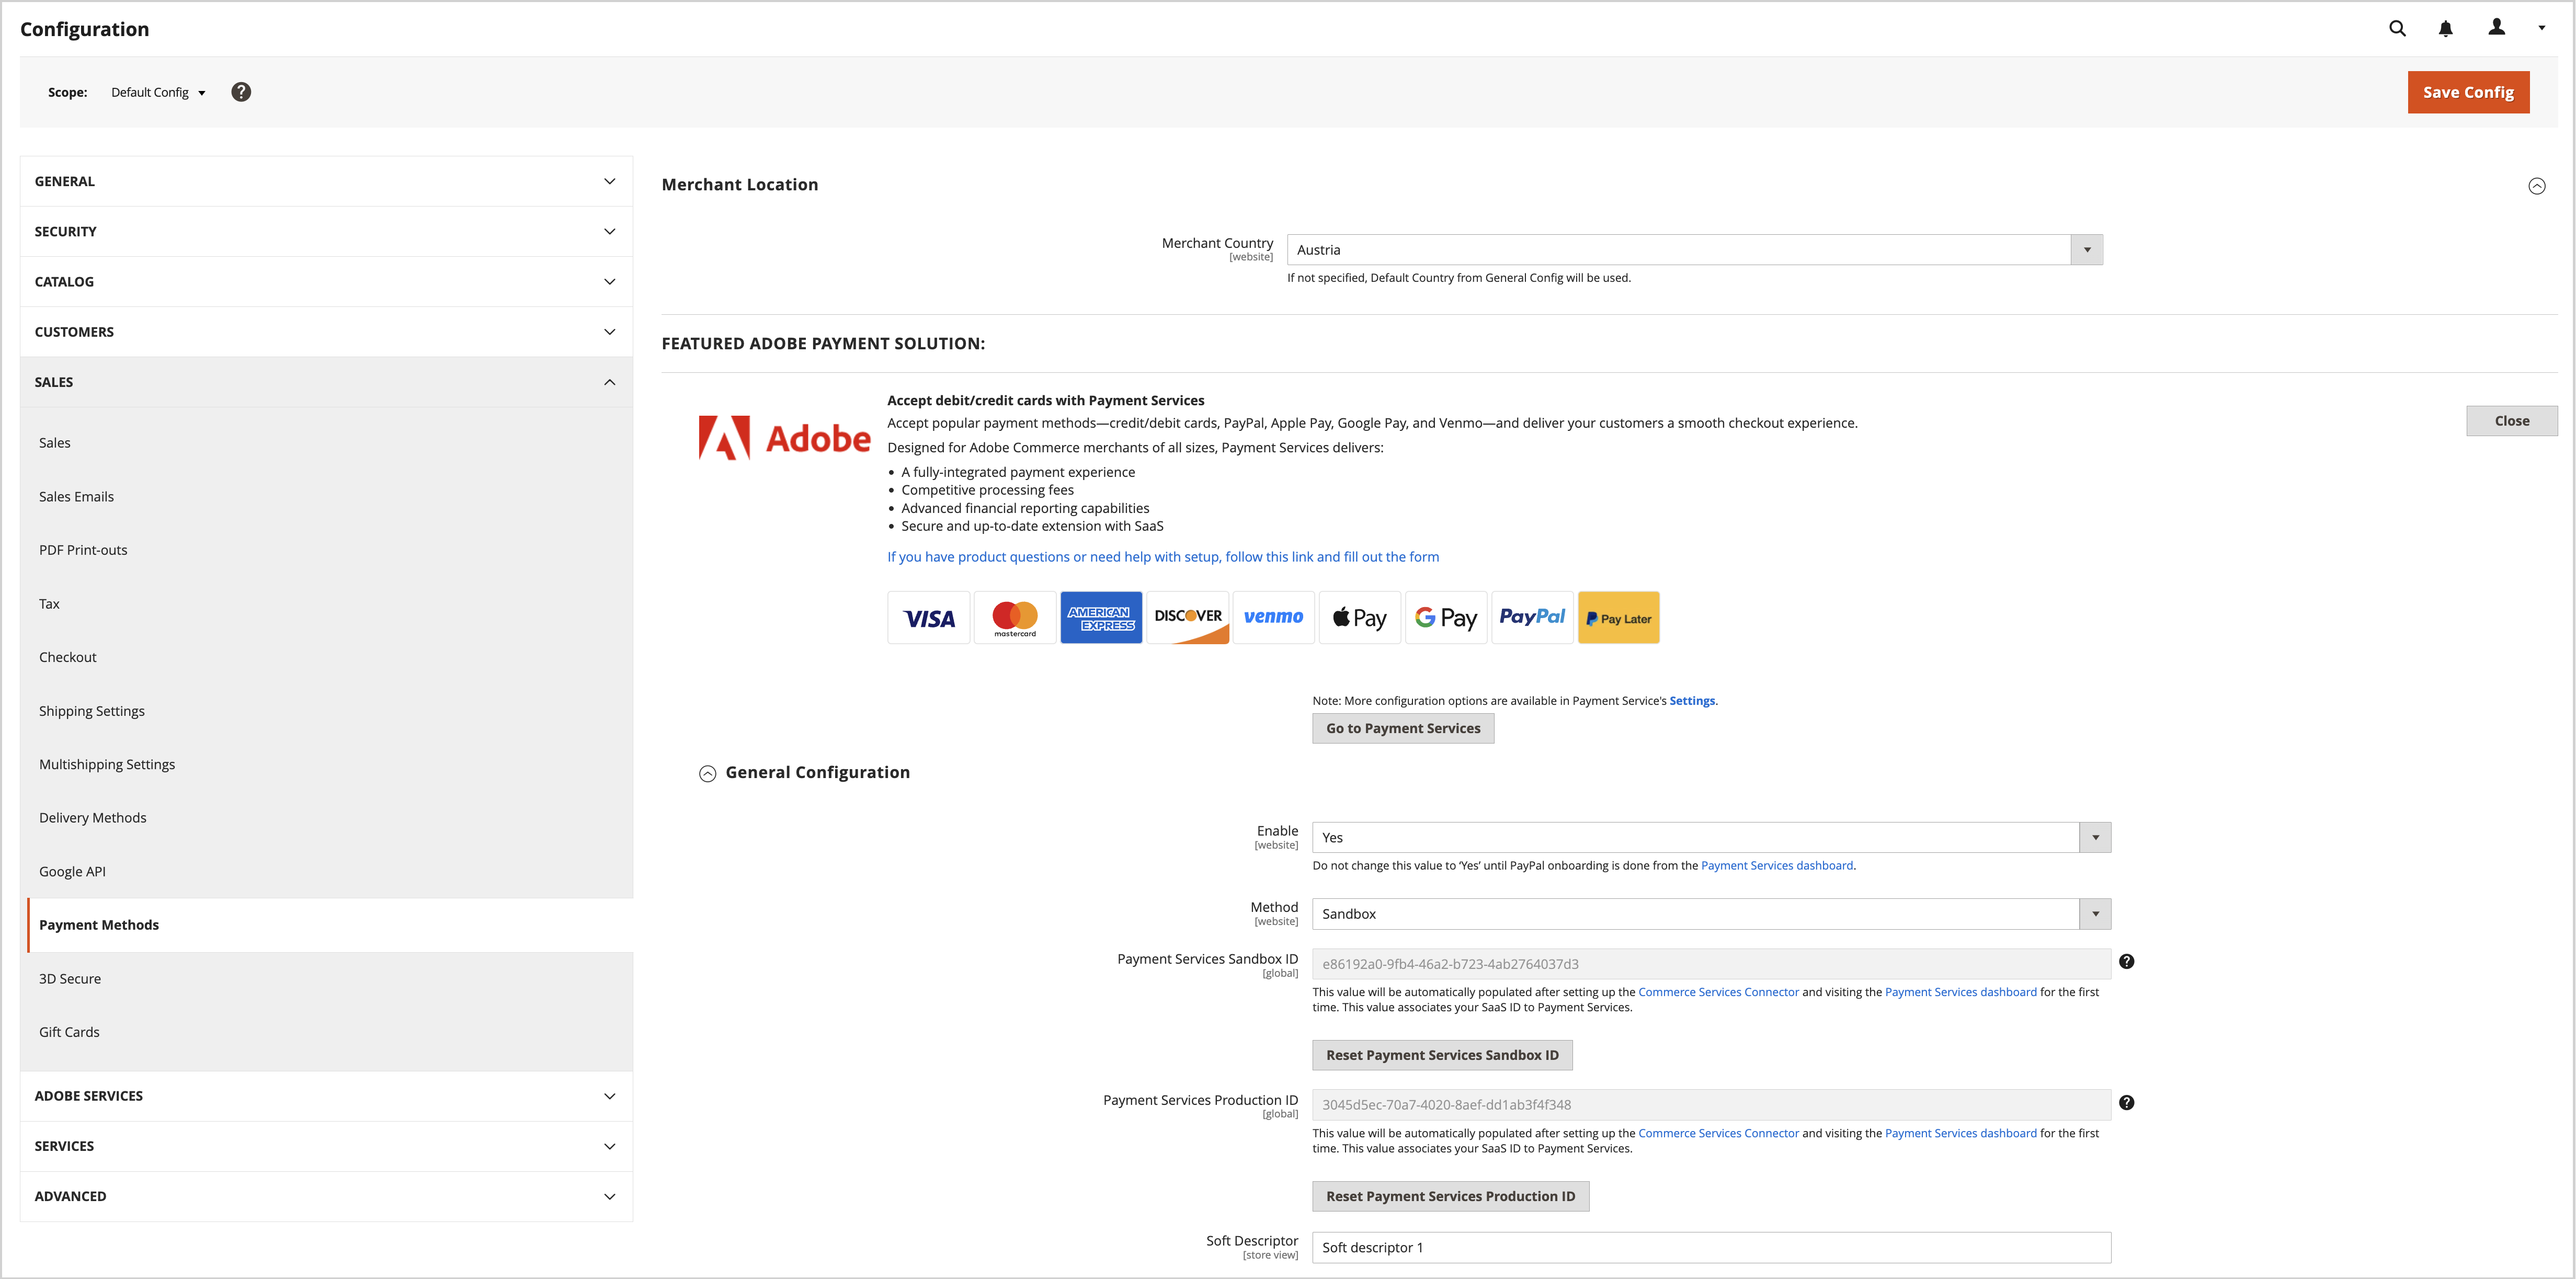 Configuration
Scope: Default Config ?
Save Config
GENERAL
SECURITY
CATALOG
CUSTOMERS
SALES
Sales
Sales Emails
PDF Print-outs
Tax
Checkout
Shipping Settings
Multishipping Settings
Delivery Methods
Google API
Payment Methods
3D Secure
Gift Cards
ADOBE SERVICES
SERVICES
ADVANCED
Merchant Location
Merchant Country
[website]
Austria
If not specified, Default Country from General Config will be used.
FEATURED ADOBE PAYMENT SOLUTION:
Adobe
Accept debit/credit cards with Payment Services
Accept popular payment methods—credit/debit cards, PayPal, Apple Pay, Google Pay, and Venmo—and deliver your customers a smooth checkout experience.
Close
Designed for Adobe Commerce merchants of all sizes, Payment Services delivers:
• A fully-integrated payment experience
• Competitive processing fees
• Advanced financial reporting capabilities
• Secure and up-to-date extension with SaaS
If you have product questions or need help with setup, follow this link and fill out the form
VISA mastercard AMERICAN EXPRESS DISCOVER venmo Pay G Pay PayPal Pay Later
Note: More configuration options are available in Payment Service's Settings.
Go to Payment Services
General Configuration
Enable
[website]
Yes
Do not change this value to ‘Yes’ until PayPal onboarding is done from the Payment Services dashboard.
Method
[website]
Sandbox
Payment Services Sandbox ID
[global]
e86192a0-9fb4-46a2-b723-4ab2764037d3
?
This value will be automatically populated after setting up the Commerce Services Connector and visiting the Payment Services dashboard for the first
time. This value associates your SaaS ID to Payment Services.
Reset Payment Services Sandbox ID
Payment Services Production ID
[global]
3045d5ec-70a7-4020-8aef-dd1ab3f4f348
?
This value will be automatically populated after setting up the Commerce Services Connector and visiting the Payment Services dashboard for the first
time. This value associates your SaaS ID to Payment Services.
Reset Payment Services Production ID
Soft Descriptor
[store view]
Soft descriptor 1